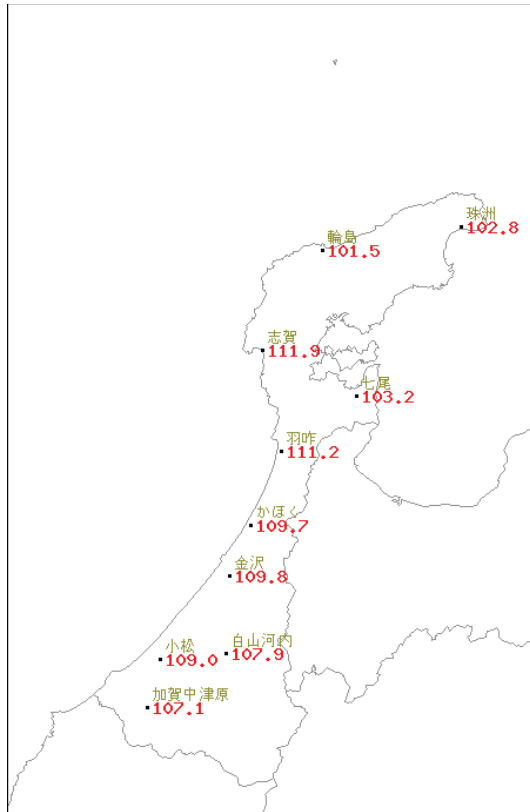 珠洲
102.8
輪島
101.5
志賀
111.9
七尾
103.2
羽咋
111.2
かほく
109.7
金沢
109.8
白山河内
107.9
小松
109.0
加賀中津原
107.1